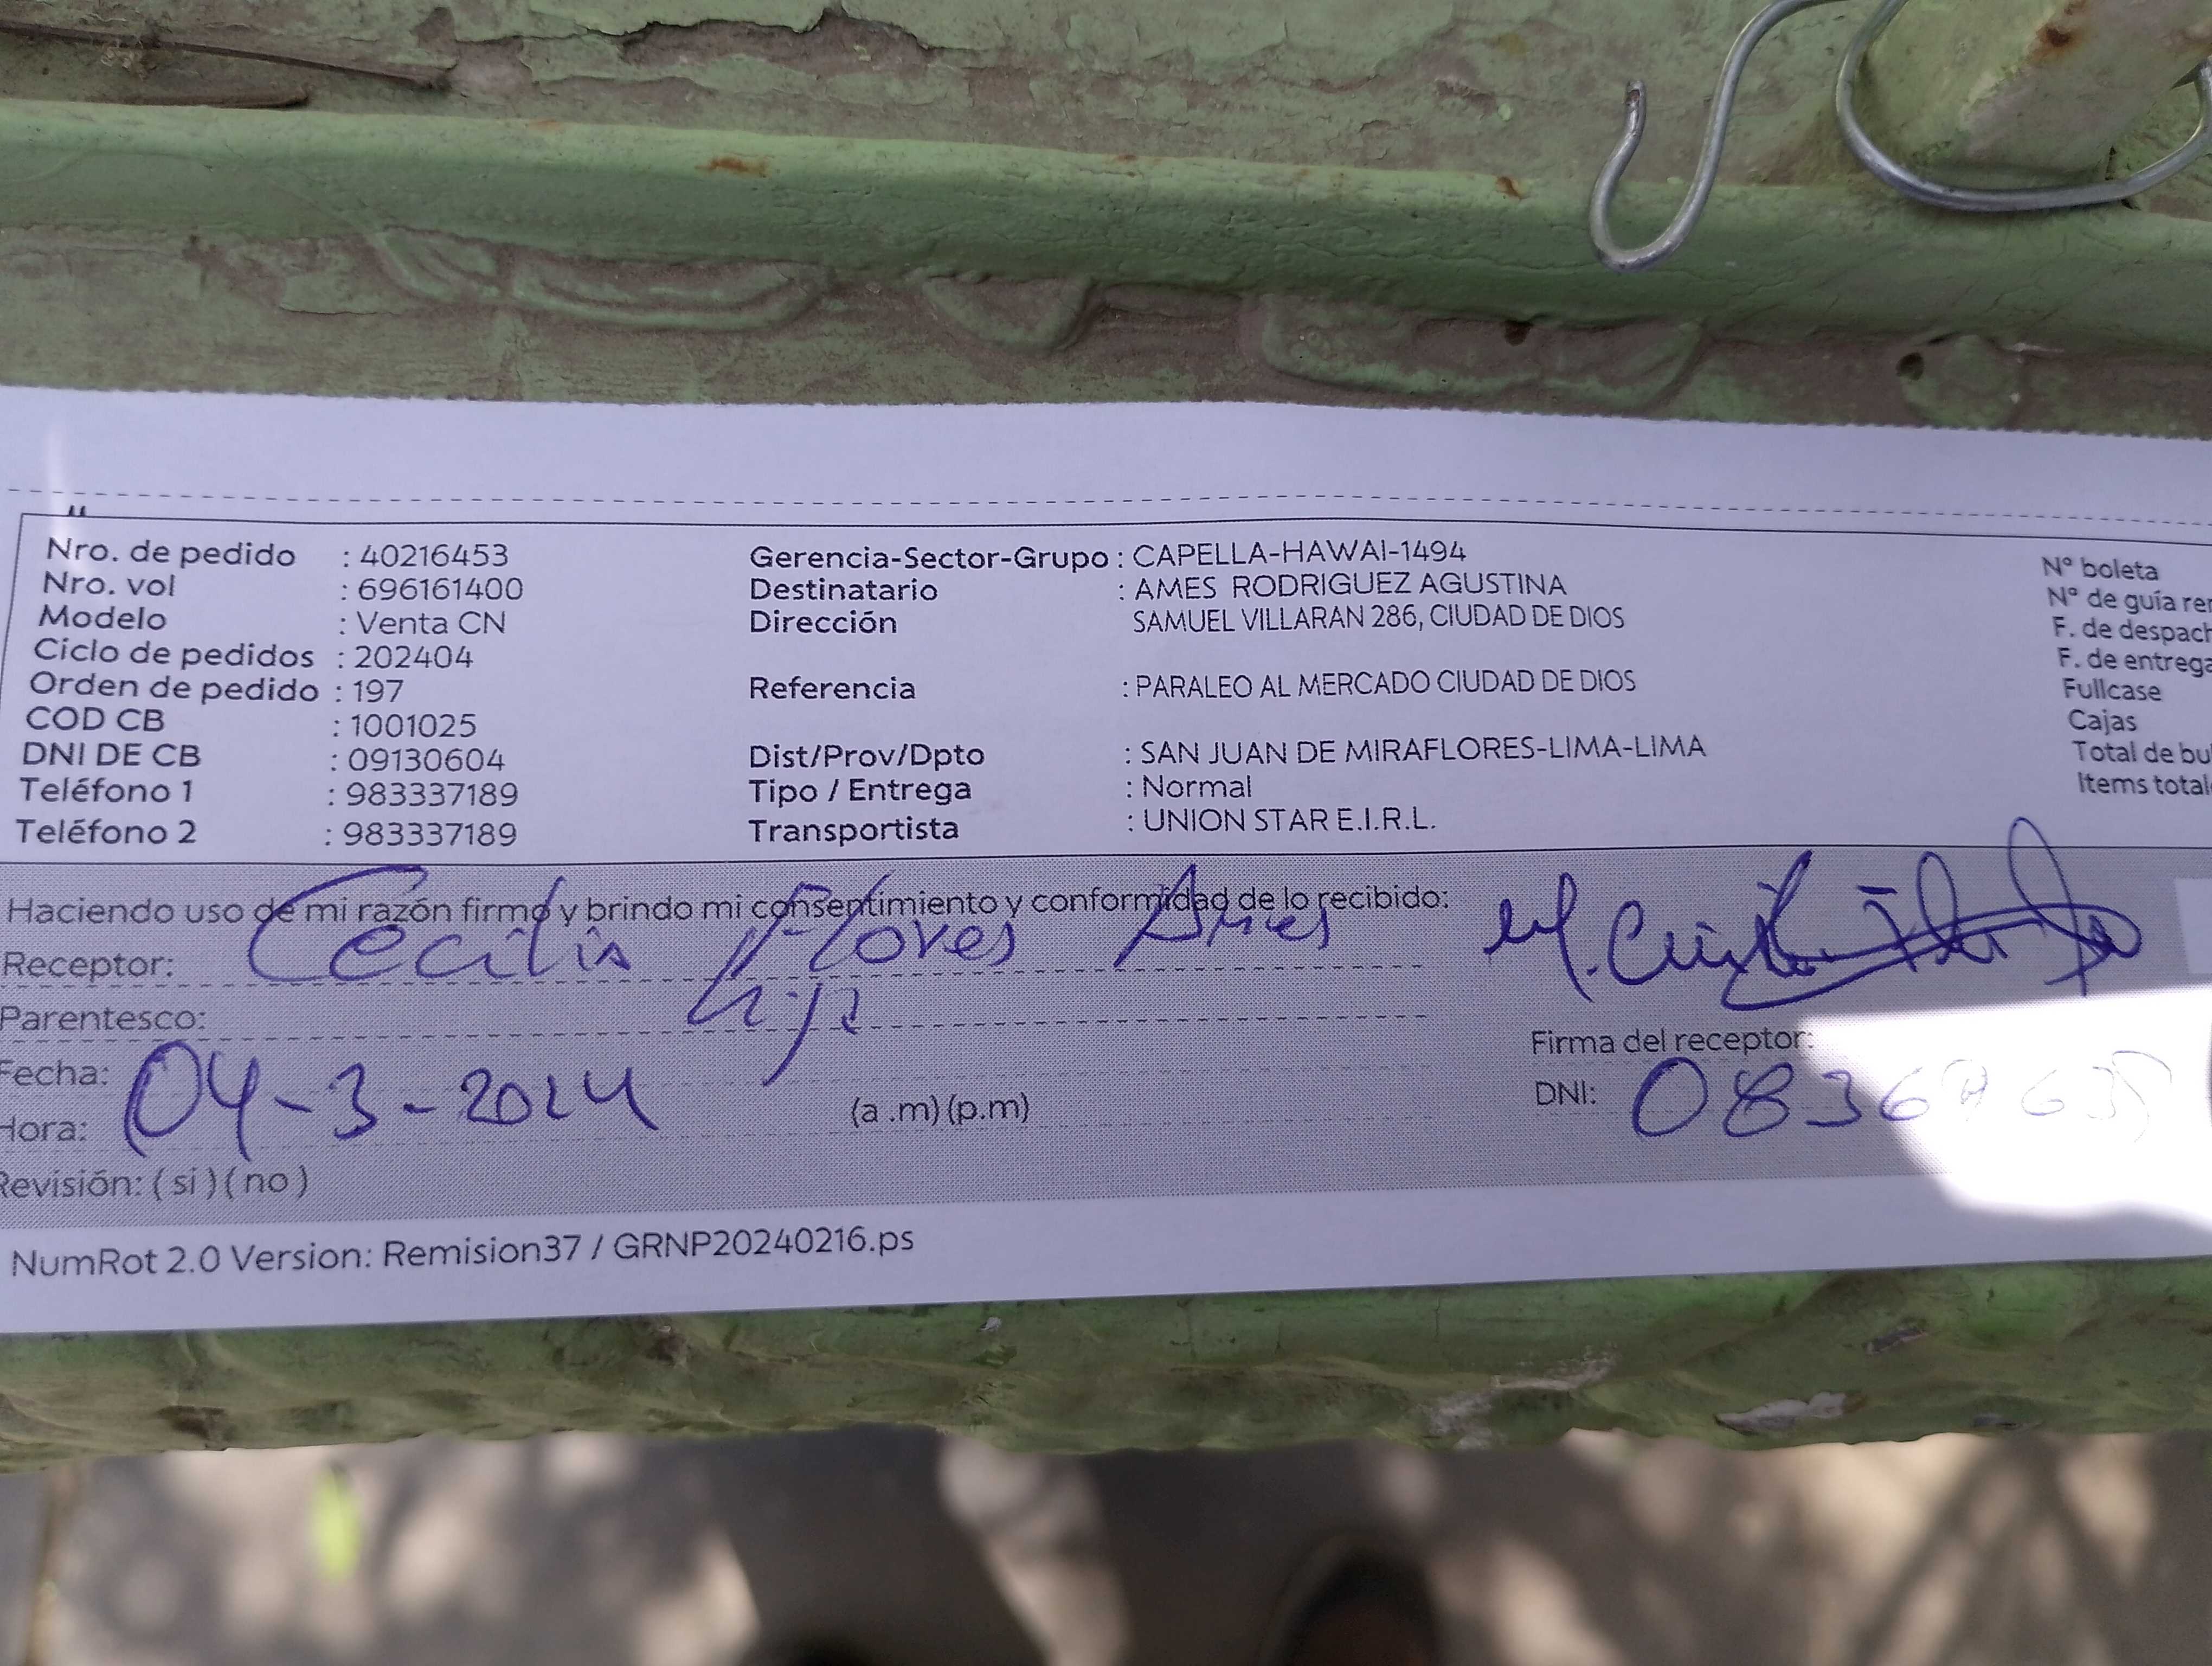 Nro. de pedido : 40216453 Gerencia-Sector-Grupo : CAPELLA-HAWAI-1494 N° boleta
Nro. vol : 696161400 Destinatario : AMES RODRIGUEZ AGUSTINA N° de guía
Modelo : Venta CN Dirección SAMUEL VILLARAN 286, CIUDAD DE DIOS F. de despach
Ciclo de pedidos : 202404 F. de entrega
Orden de pedido : 197 Referencia : PARALEO AL MERCADO CIUDAD DE DIOS Fullcase
COD CB : 1001025 Cajas
DNI DE CB : 09130604 Dist/Prov/Dpto : SAN JUAN DE MIRAFLORES-LIMA-LIMA Total de bu
Teléfono 1 : 983337189 Tipo / Entrega : Normal Items total
Teléfono 2 : 983337189 Transportista : UNION STAR E.I.R.L.
Haciendo uso de mi razón firmo y brindo mi consentimiento y conformidad de lo recibido:
Receptor: Cecilia Flores Ames
Parentesco: hija
Firma del receptor:
Fecha: 04-3-2024
DNI:
Hora: (a .m) (p.m)
Revisión: ( si ) ( no )
NumRot 2.0 Version: Remision37 / GRNP20240216.ps